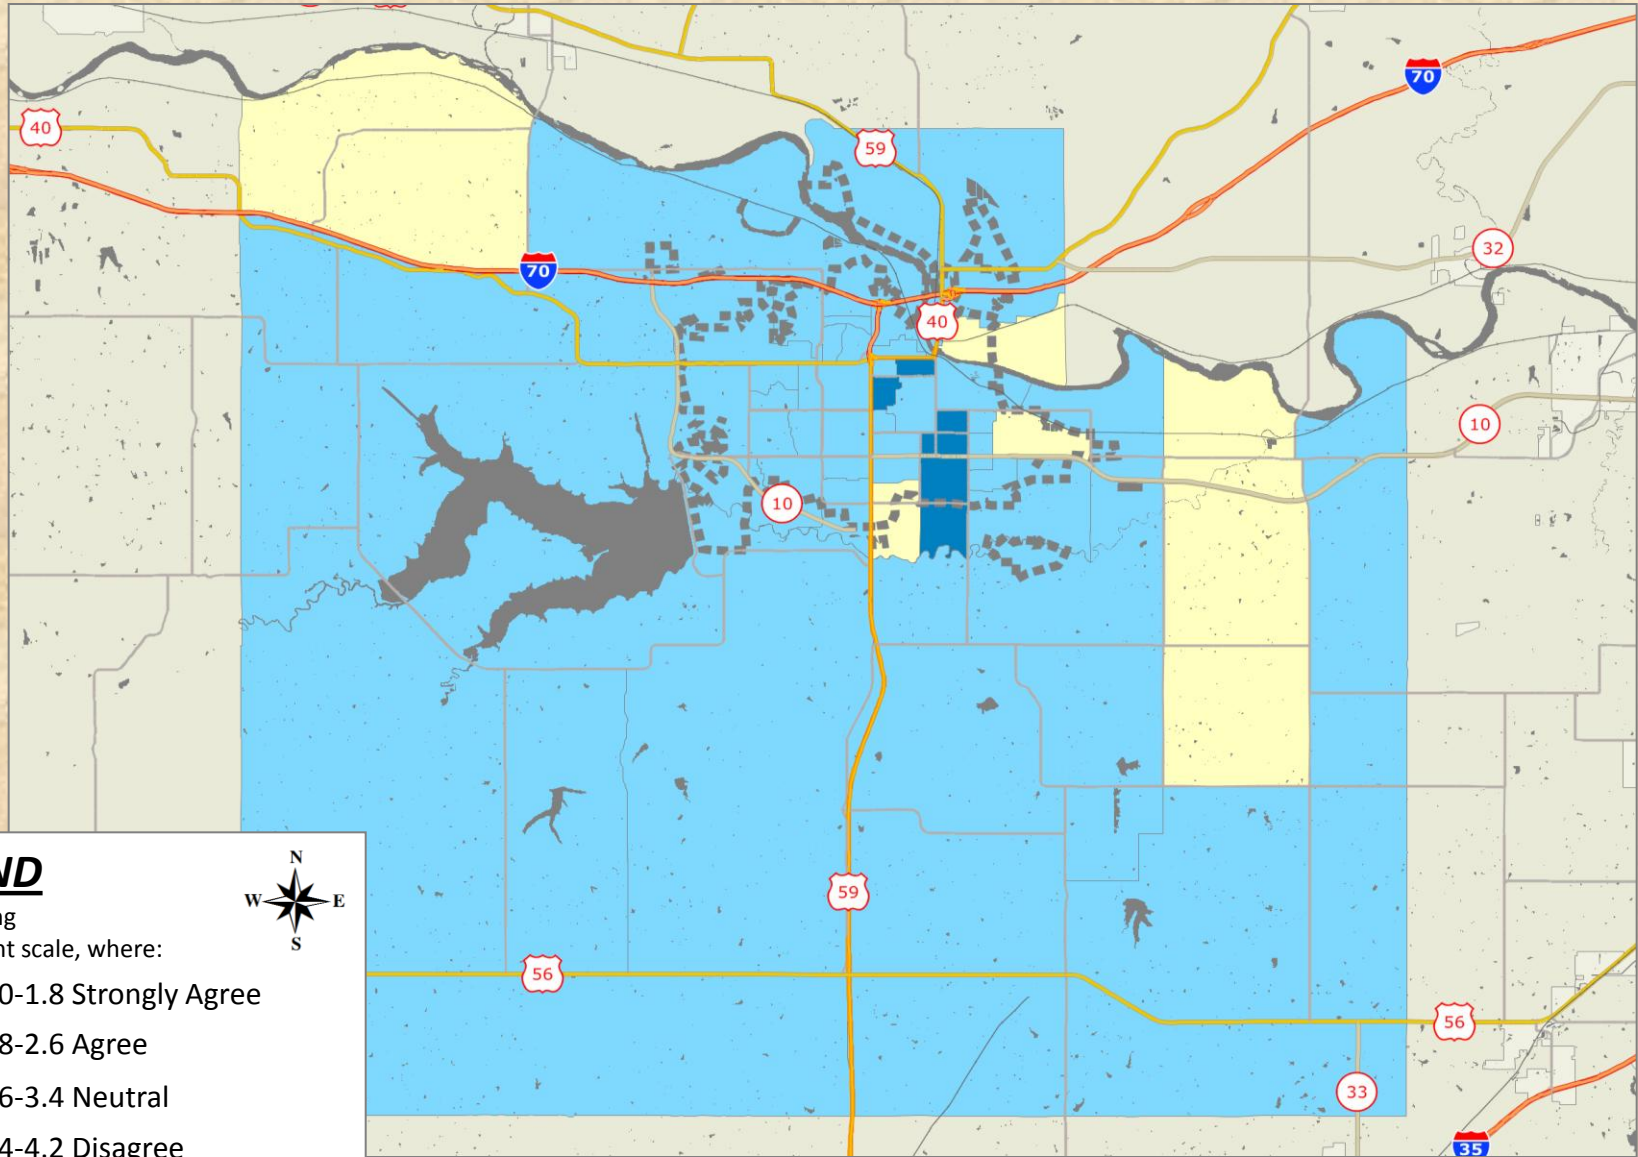 70
40
59
32
70
40
10
10
59
56
56
33
35
ND
N
W E
S
ng
nt scale, where:
0-1.8 Strongly Agree
8-2.6 Agree
6-3.4 Neutral
4-4.2 Disagree